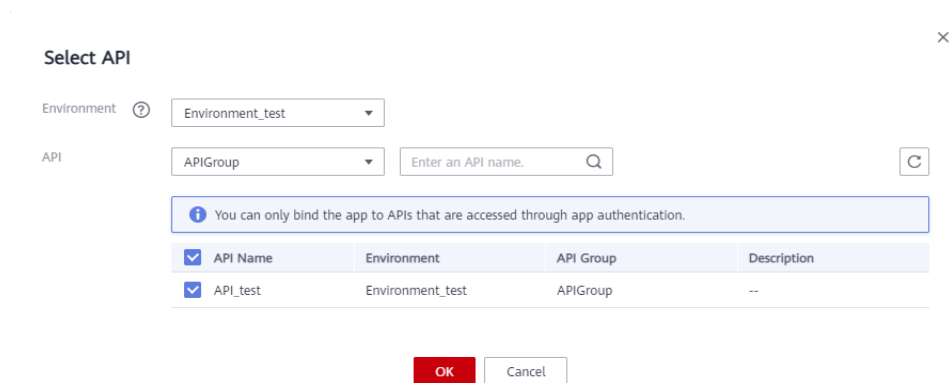 Select API
Environment ? Environment_test
API APIGroup Enter an API name.
i You can only bind the app to APIs that are accessed through app authentication.
API Name Environment API Group Description
API_test Environment_test APIGroup --
OK Cancel